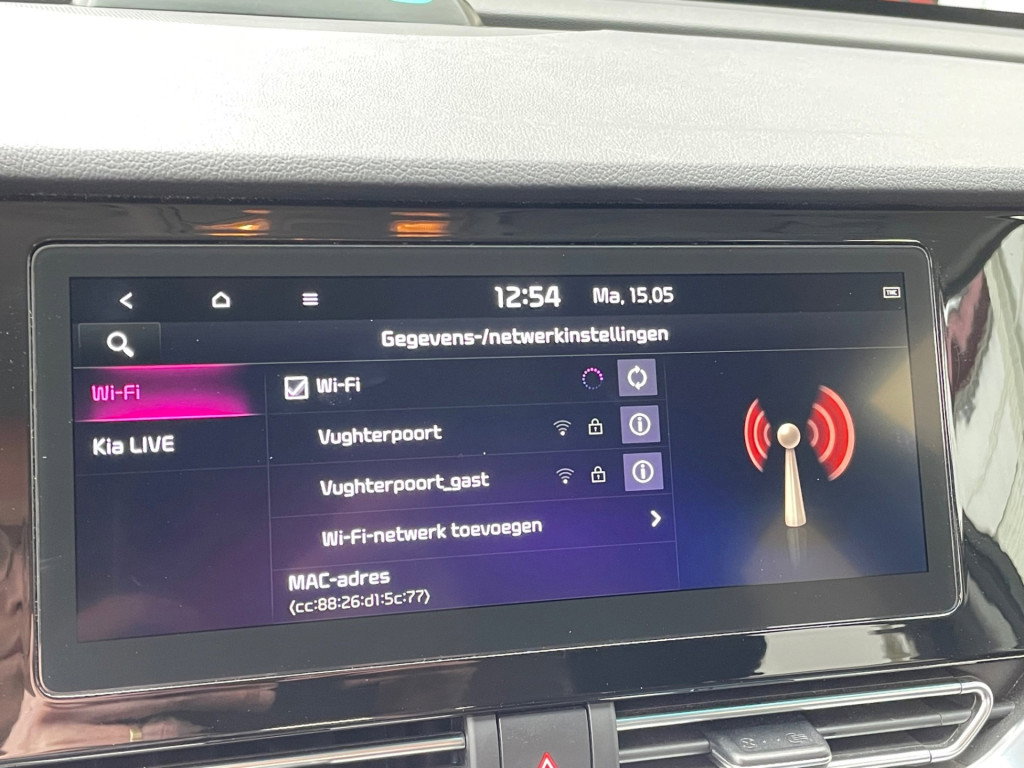 12:54 Ma, 15.05
Gegevens-/netwerkinstellingen
Wi-Fi
Kia LIVE
Wi-Fi
Vughterpoort
Vughterpoort_gast
Wi-Fi-netwerk toevoegen
MAC-adres
(cc:88:26:d1:5c:77)